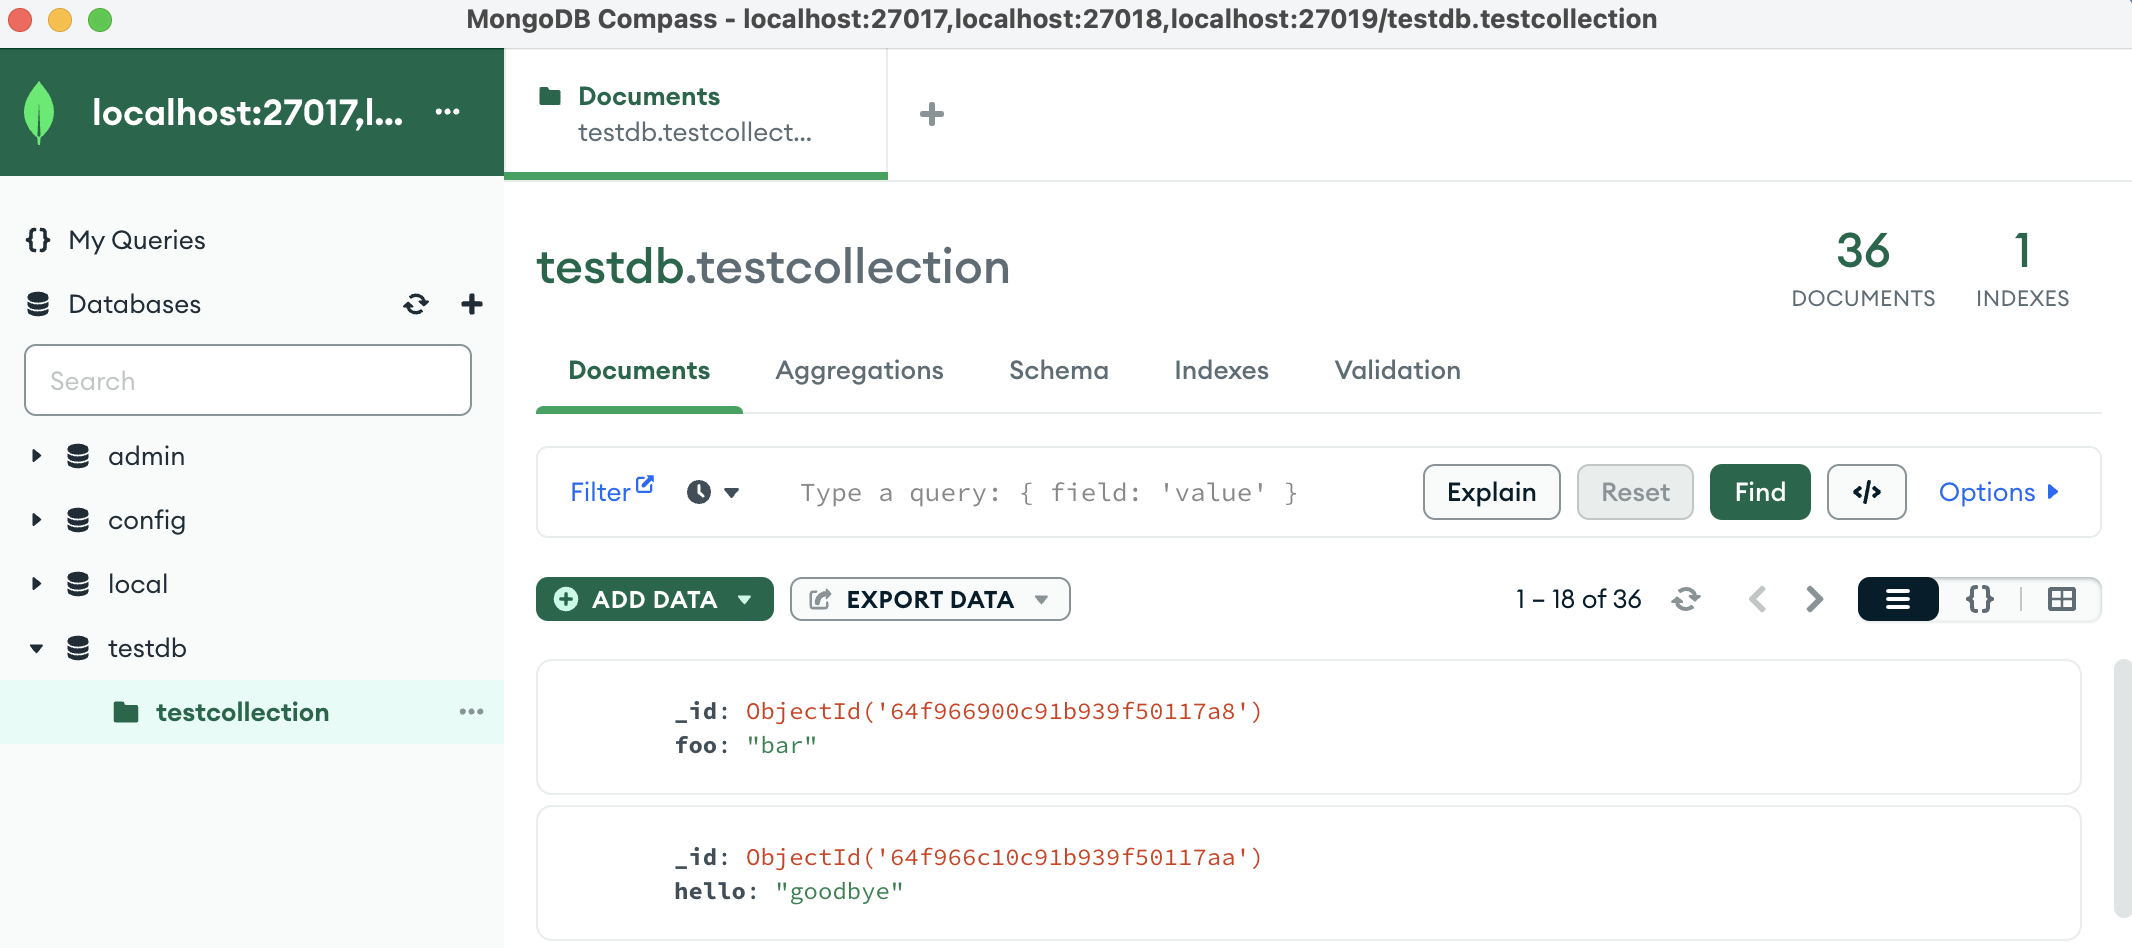 MongoDB Compass - localhost:27017,localhost:27018,localhost:27019/testdb.testcollection
localhost:27017,l...
Documents
testdb.testcollect...
My Queries
Databases
Search
admin
config
local
testdb
testcollection
testdb.testcollection
36
DOCUMENTS
1
INDEXES
Documents Aggregations Schema Indexes Validation
Filter Type a query: { field: 'value' } Explain Reset Find </> Options
ADD DATA EXPORT DATA 1 – 18 of 36 {}
_id: ObjectId('64f966900c91b939f50117a8')
foo: "bar"
_id: ObjectId('64f966c10c91b939f50117aa')
hello: "goodbye"